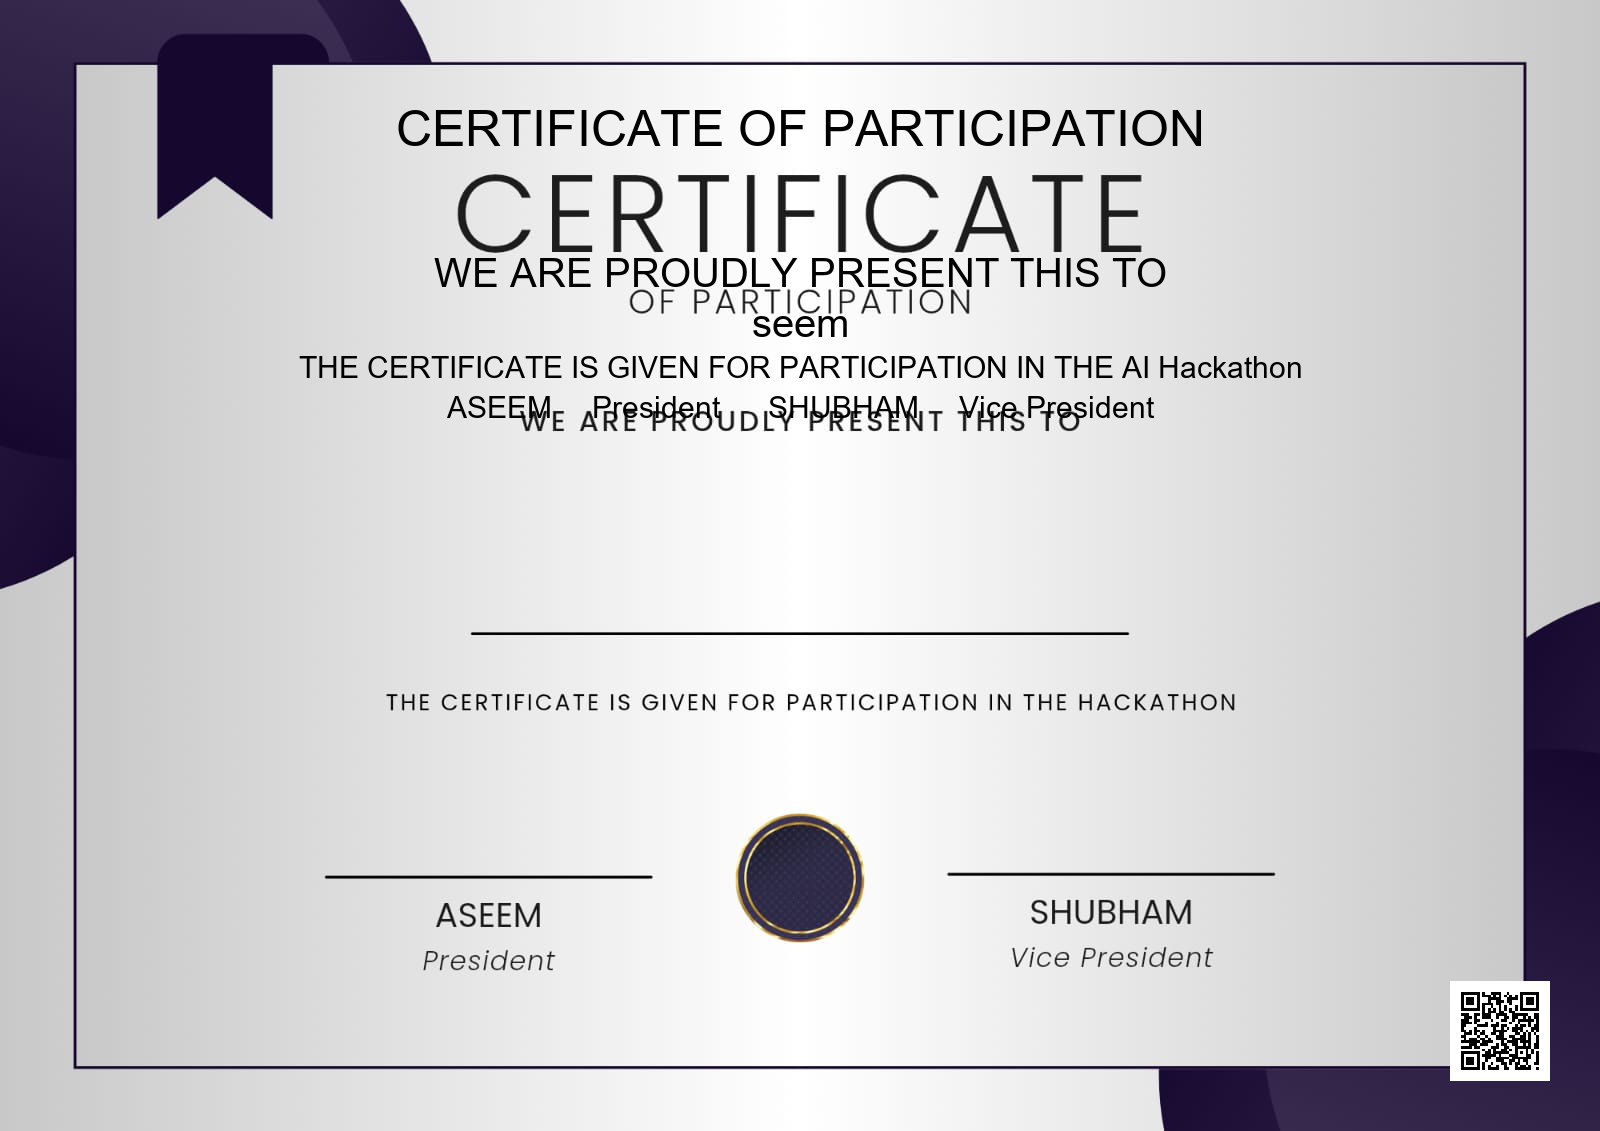 CERTIFICATE OF PARTICIPATION
CERTIFICATE
WE ARE PROUDLY PRESENT THIS TO
OF PARTICIPATION
seem
THE CERTIFICATE IS GIVEN FOR PARTICIPATION IN THE AI Hackathon
ASEEM President SHUBHAM Vice President
WE ARE PROUDLY PRESENT THIS TO
THE CERTIFICATE IS GIVEN FOR PARTICIPATION IN THE HACKATHON
ASEEM
President
SHUBHAM
Vice President